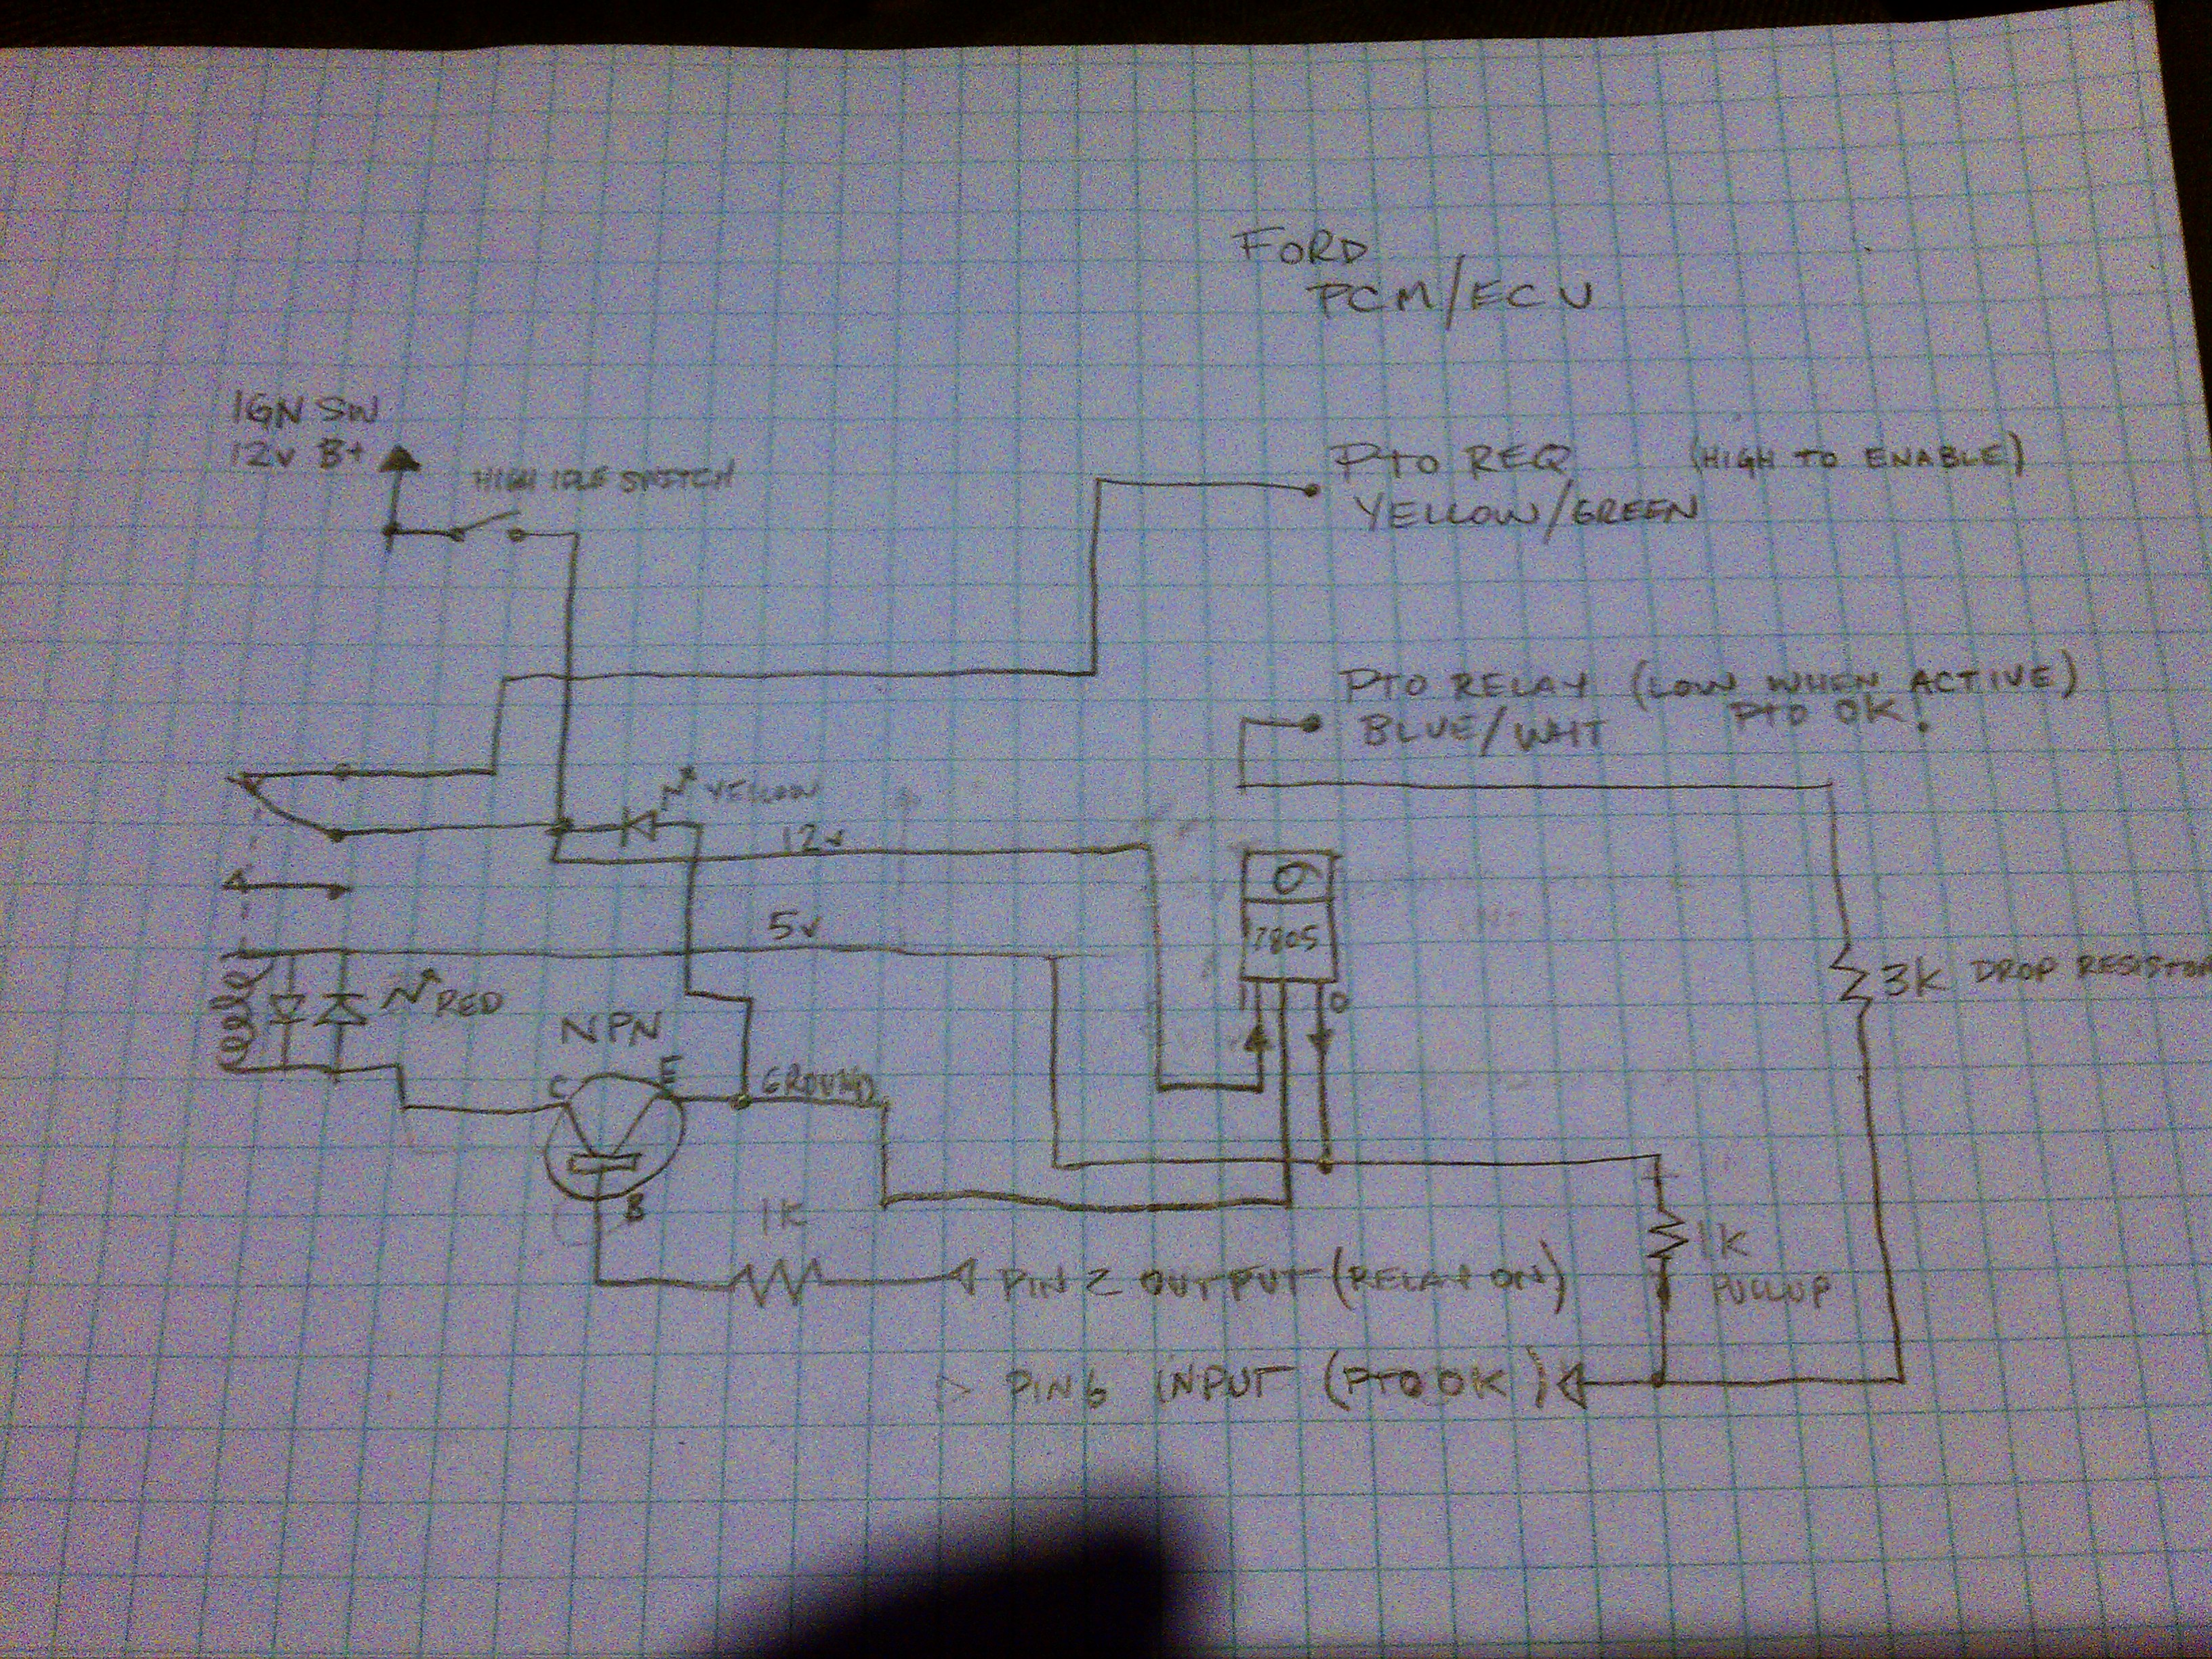 FORD
PCM/ECU
IGN SW
12V B+
HIGH IDLE SWITCH
PTO REQ (HIGH TO ENABLE)
YELLOW/GREEN
PTO RELAY (LOW WHEN ACTIVE)
BLUE/WHIT PTO OK!
YELLOW
12V
5V
7805
I O
3K DROP RESISTOR
RED
NPN
C E
GROUND
B
1K
1K
PULLUP
PIN 2 OUTPUT (RELAY ON)
PIN 6 INPUT (PTO OK)